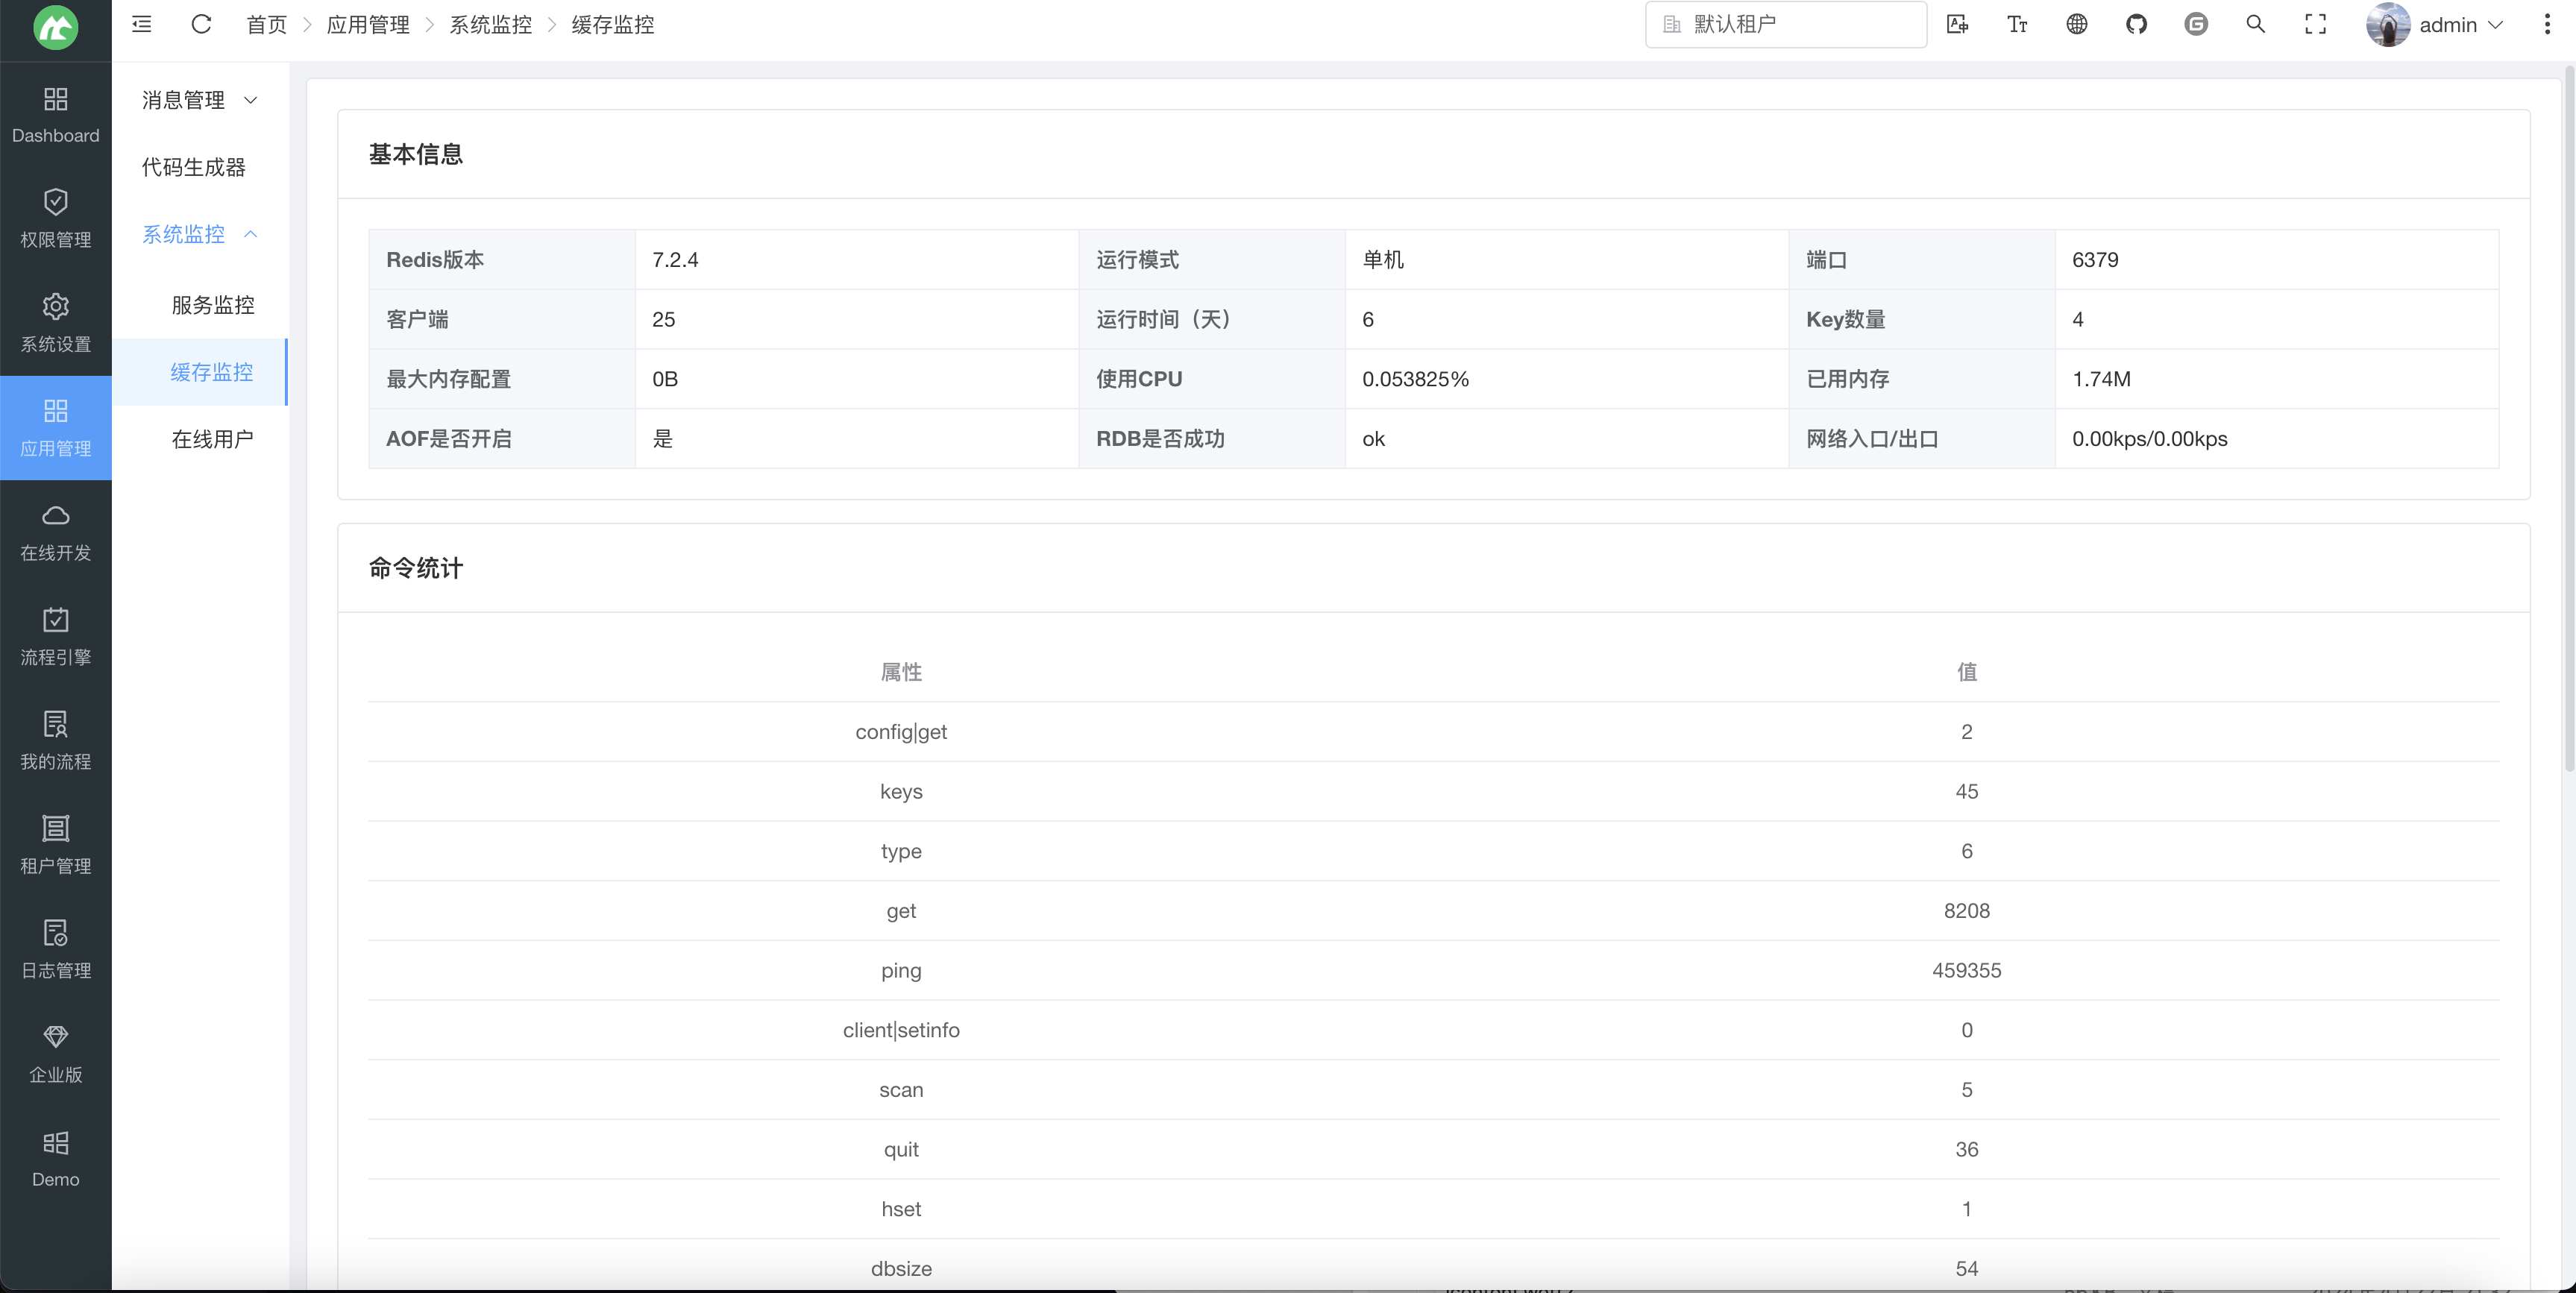 首页 > 应用管理 > 系统监控 > 缓存监控
默认租户
admin
Dashboard
权限管理
系统设置
应用管理
在线开发
流程引擎
我的流程
租户管理
日志管理
企业版
Demo
消息管理
代码生成器
系统监控
服务监控
缓存监控
在线用户
基本信息
Redis版本 7.2.4 运行模式 单机 端口 6379
客户端 25 运行时间（天） 6 Key数量 4
最大内存配置 0B 使用CPU 0.053825% 已用内存 1.74M
AOF是否开启 是 RDB是否成功 ok 网络入口/出口 0.00kps/0.00kps
命令统计
属性 值
config|get 2
keys 45
type 6
get 8208
ping 459355
client|setinfo 0
scan 5
quit 36
hset 1
dbsize 54